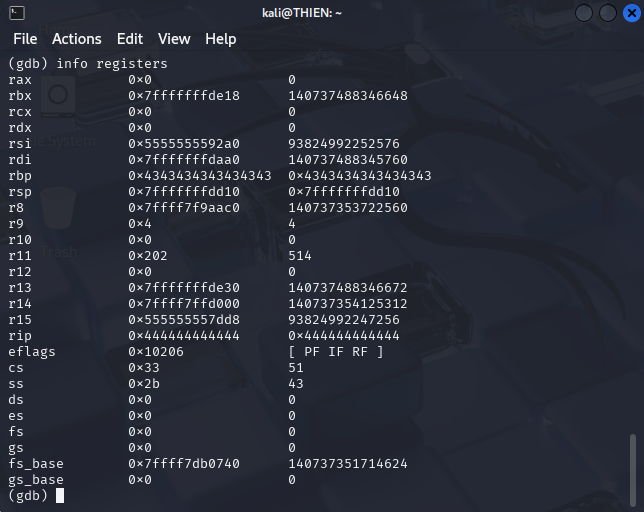 kali@THIEN: ~
File Actions Edit View Help
(gdb) info registers
rax 0x0 0
rbx 0x7fffffffde18 140737488346648
rcx 0x0 0
rdx 0x0 0
rsi 0x5555555592a0 93824992252576
rdi 0x7fffffffdaa0 140737488345760
rbp 0x4343434343434343 0x4343434343434343
rsp 0x7fffffffdd10 0x7fffffffdd10
r8 0x7ffff7f9aac0 140737353722560
r9 0x4 4
r10 0x0 0
r11 0x202 514
r12 0x0 0
r13 0x7fffffffde30 140737488346672
r14 0x7ffff7ffd000 140737354125312
r15 0x555555557dd8 93824992247256
rip 0x444444444444 0x444444444444
eflags 0x10206 [ PF IF RF ]
cs 0x33 51
ss 0x2b 43
ds 0x0 0
es 0x0 0
fs 0x0 0
gs 0x0 0
fs_base 0x7ffff7db0740 140737351714624
gs_base 0x0 0
(gdb)
System
Trash